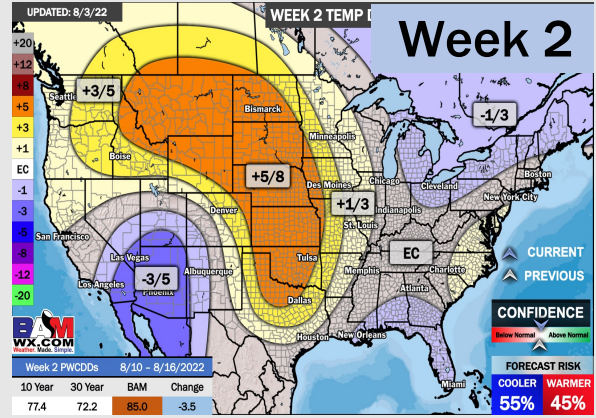 UPDATED: 8/3/22
WEEK 2 TEMP D
Week 2
+20
+12
+8
+5
+3
+1
EC
-1
-3
-5
-8
-12
-20
Seattle
+3/5
Bismarck
-1/3
Minneapolis
Boise
+5/8
Boston
Des Moines
Chicago
Cleveland
New York City
+1/3
Denver
Indianapolis
St. Louis
San Francisco
EC
Las Vegas
CURRENT
Tulsa
Memphis
Charlotte
Albuquerque
-3/5
PREVIOUS
Los Angeles
Phoenix
Atlanta
Dallas
CONFIDENCE
BAM
WX.COM
Weather. Made. Simple.
Houston
New Orleans
Below Normal
Above Normal
Week 2 PWCDDs
8/10 – 8/16/2022
FORECAST RISK
10 Year
30 Year
BAM
Change
Miami
COOLER
WARMER
77.4
72.2
85.0
-3.5
55%
45%